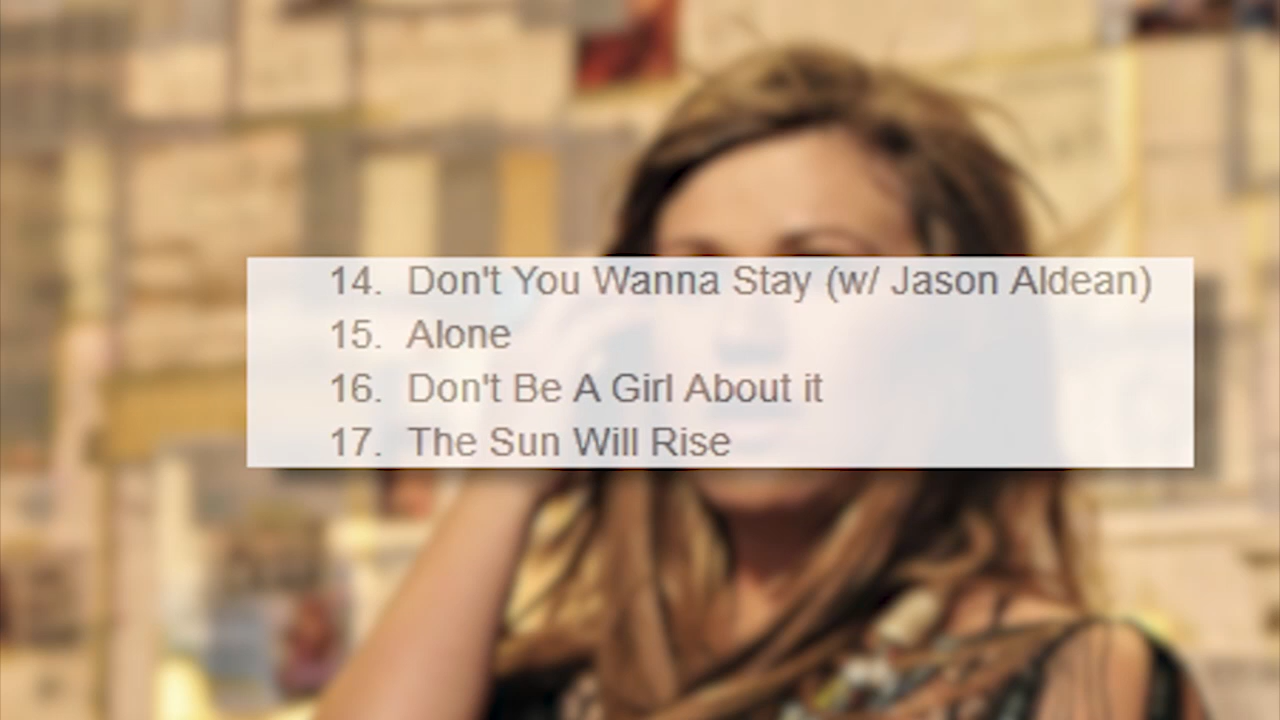 14. Don't You Wanna Stay (w/ Jason Aldean)
15. Alone
16. Don't Be A Girl About it
17. The Sun Will Rise